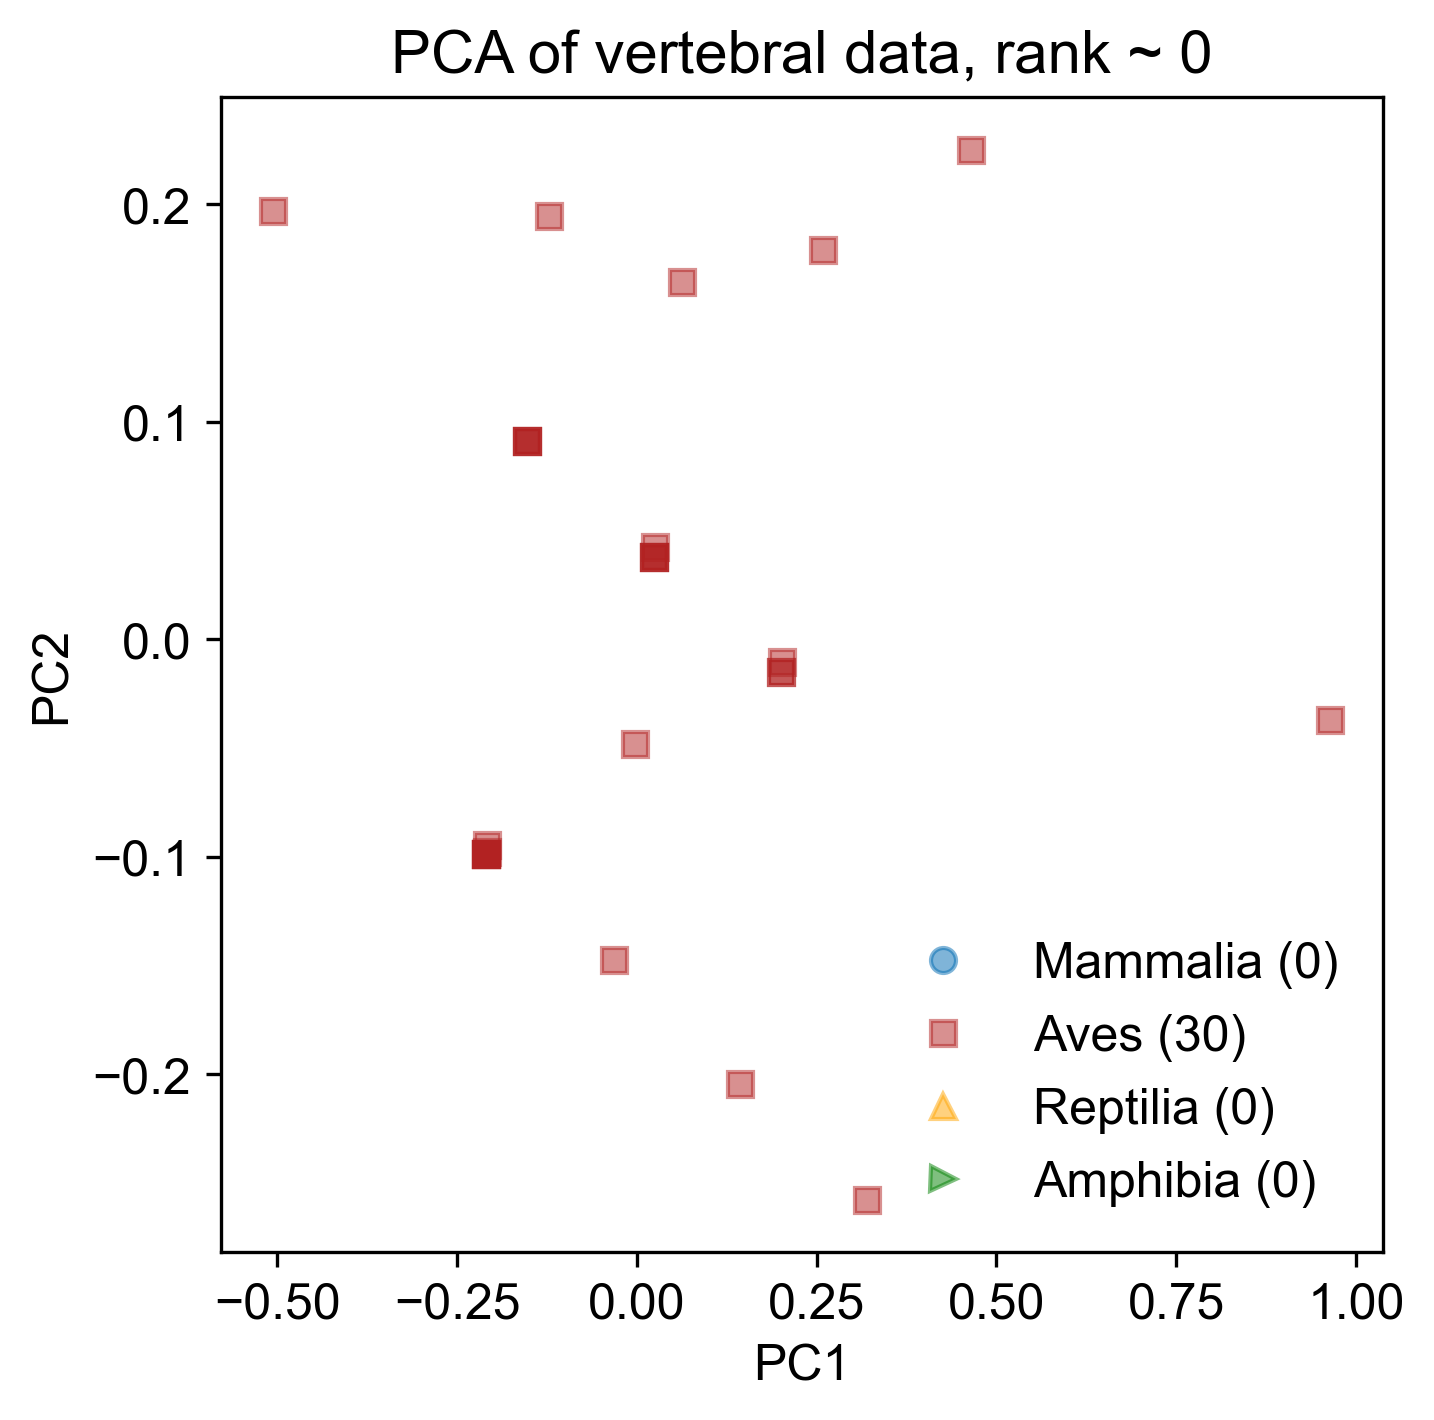 PCA of vertebral data, rank ~ 0
0.2
0.1
0.0
−0.1
−0.2
PC2
Mammalia (0)
Aves (30)
Reptilia (0)
Amphibia (0)
−0.50 −0.25 0.00 0.25 0.50 0.75 1.00
PC1